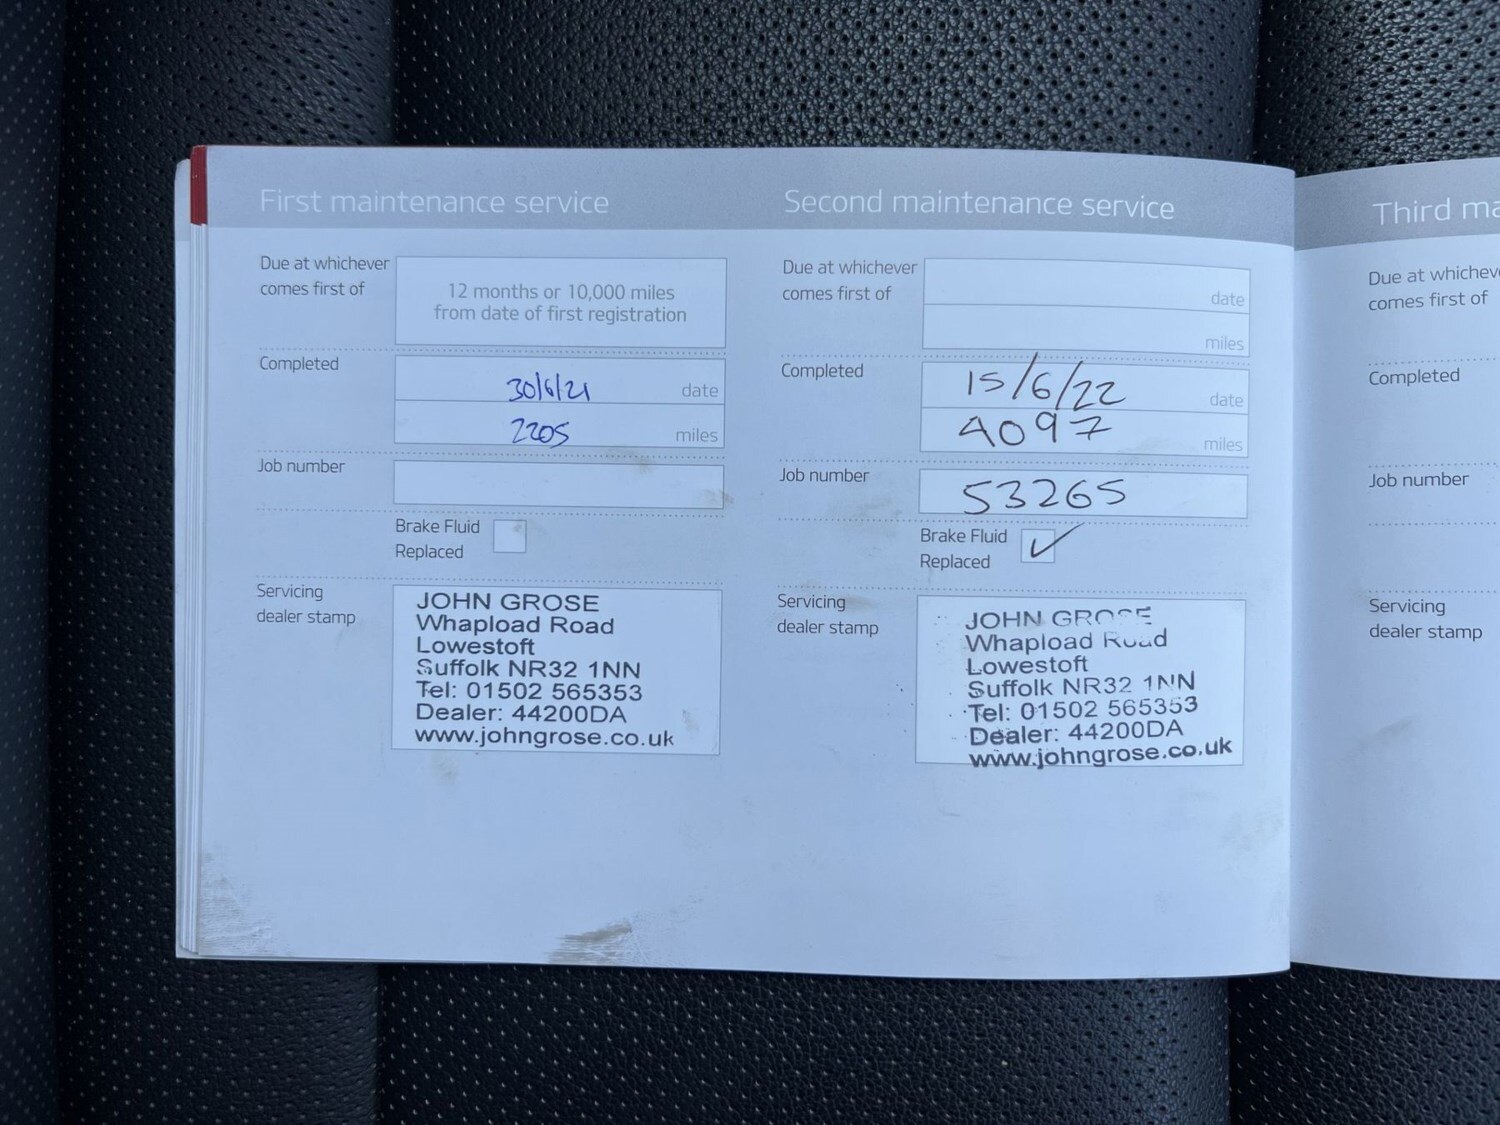 First maintenance service
Due at whichever
comes first of
12 months or 10,000 miles
from date of first registration
Completed
30/6/21 date
2205 miles
Job number
Brake Fluid
Replaced
Servicing
dealer stamp
JOHN GROSE
Whapload Road
Lowestoft
Suffolk NR32 1NN
Tel: 01502 565353
Dealer: 44200DA
www.johngrose.co.uk
Second maintenance service
Due at whichever
comes first of
date
miles
Completed
15/6/22 date
4097 miles
Job number
53265
Brake Fluid
Replaced ✓
Servicing
dealer stamp
JOHN GROSE
Whapload Road
Lowestoft
Suffolk NR32 1NN
Tel: 01502 565353
Dealer: 44200DA
www.johngrose.co.uk
Third ma
Due at whichev
comes first of
Completed
Job number
Servicing
dealer stamp